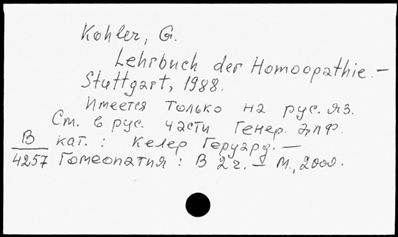 Kohler, G.
Lehrbuch der Homoopathie. –
Stuttgart, 1988.
Имеется только на рус. яз.
См. в рус. части Генер. алф.
кат. : Келер Герхард. –
B
4257 Гомеопатия : В 2 ч. – М., 2000.